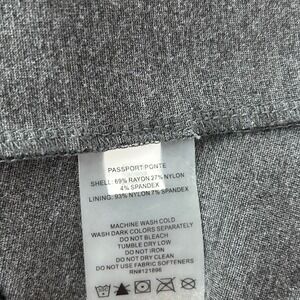 PASSPORT PONTE
SHELL: 69% RAYON 27% NYLON
4% SPANDEX
LINING: 93% NYLON 7% SPANDEX
MACHINE WASH COLD
WASH DARK COLORS SEPARATELY
DO NOT BLEACH
TUMBLE DRY LOW
DO NOT IRON
DO NOT DRY CLEAN
DO NOT USE FABRIC SOFTENERS
RN#121898